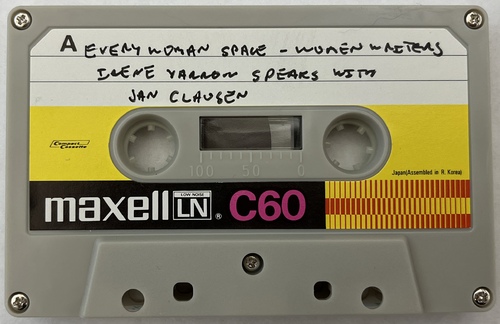 A EVERYWOMAN SPACE - WOMEN WRITERS
IRENE YARROW SPEAKS WITH
JAN CLAUSEN
Compact
Cassette
100 50 0
Japan(Assembled in R. Korea)
LOW NOISE
maxell LN ® C60